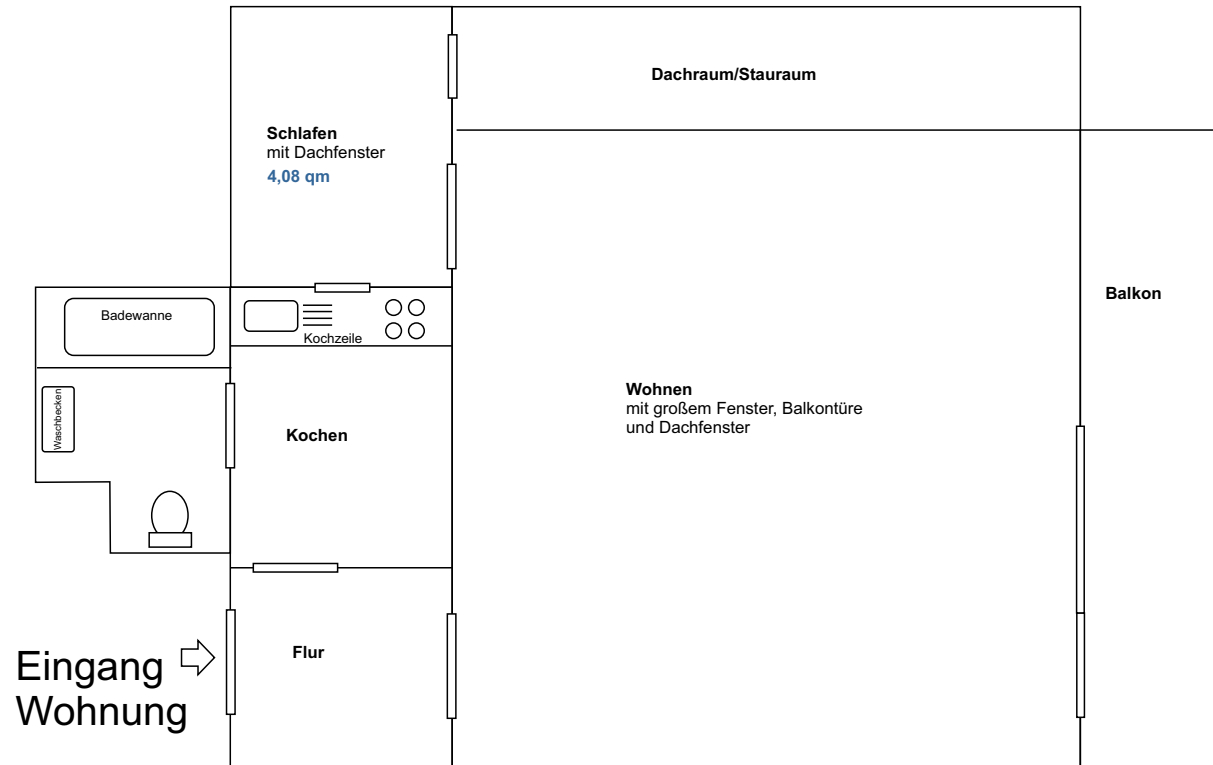 Dachraum/Stauraum
Schlafen
mit Dachfenster
4,08 qm
Balkon
Badewanne
Kochzeile
Waschbecken
Wohnen
mit großem Fenster, Balkontüre
und Dachfenster
Kochen
Flur
Eingang
Wohnung